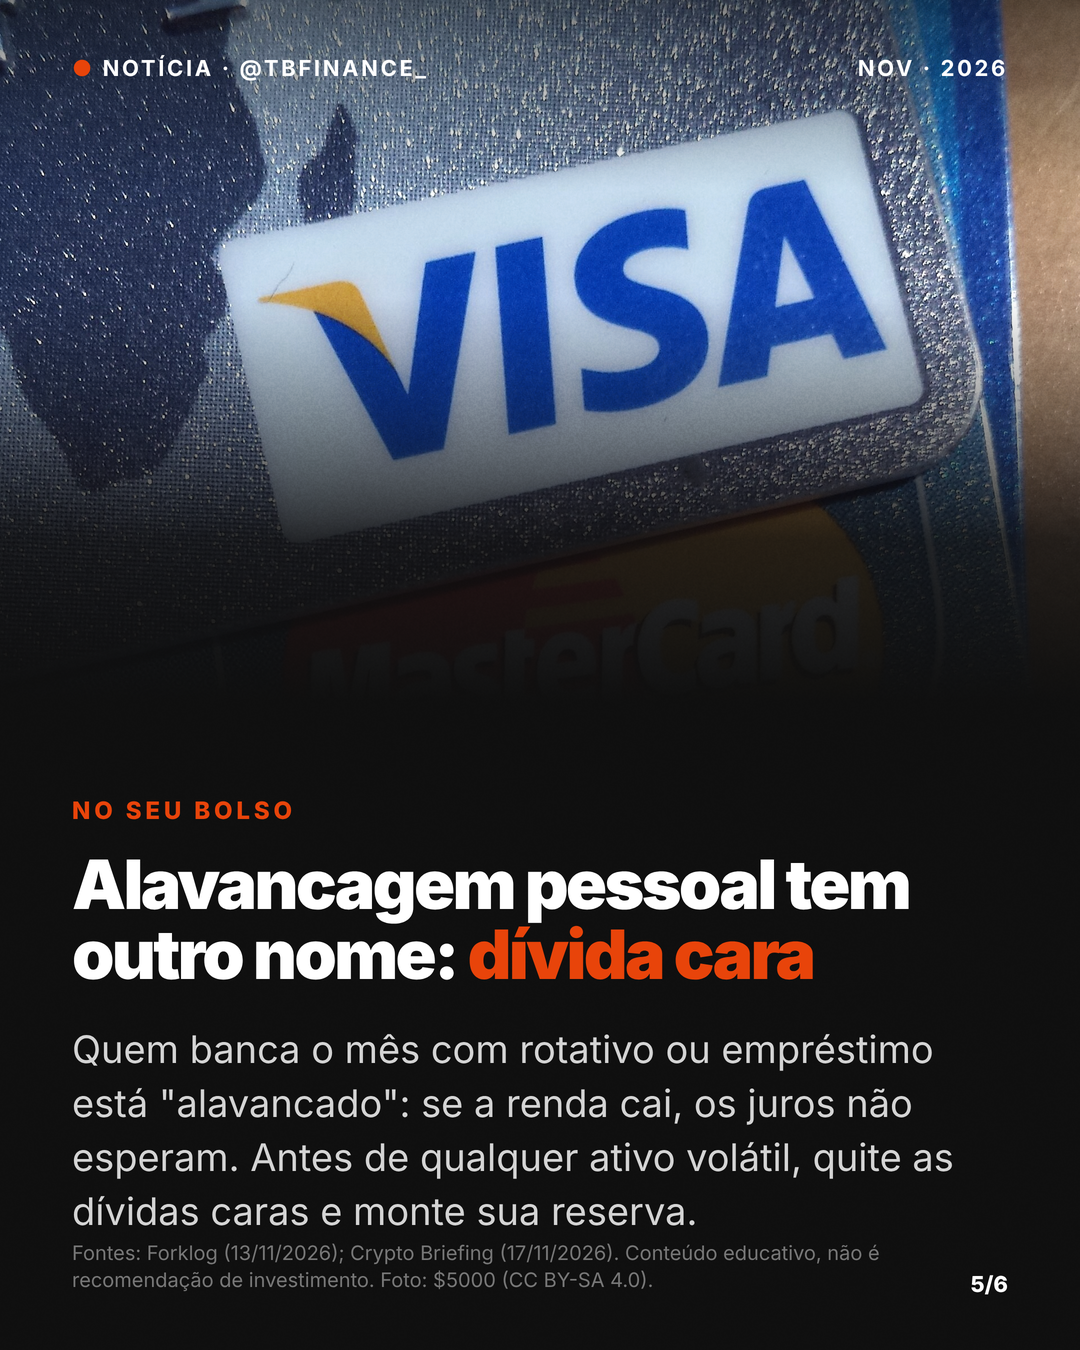 NOTÍCIA · @TBFINANCE_
NOV · 2026
VISA
MasterCard
NO SEU BOLSO
Alavancagem pessoal tem
outro nome: dívida cara
Quem banca o mês com rotativo ou empréstimo
está "alavancado": se a renda cai, os juros não
esperam. Antes de qualquer ativo volátil, quite as
dívidas caras e monte sua reserva.
Fontes: Forklog (13/11/2026); Crypto Briefing (17/11/2026). Conteúdo educativo, não é
recomendação de investimento. Foto: $5000 (CC BY-SA 4.0).
5/6